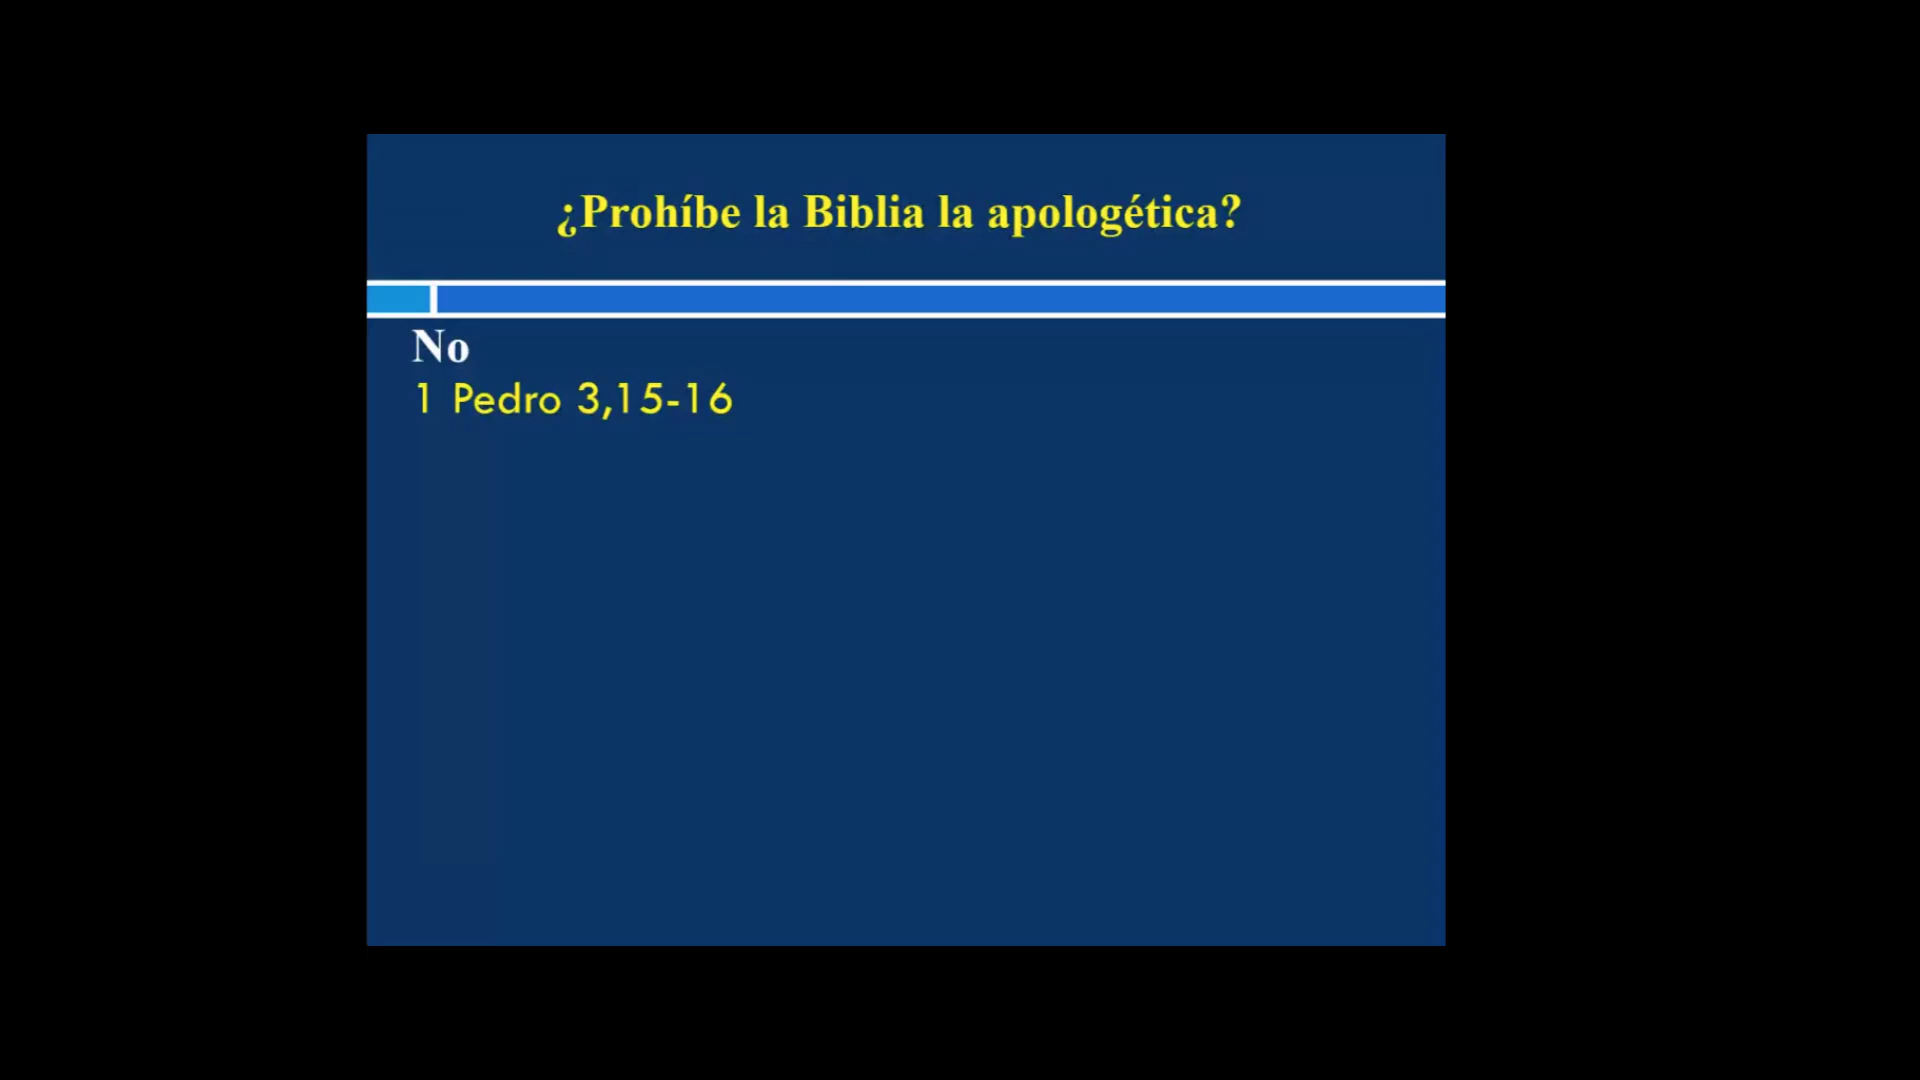 ¿Prohíbe la Biblia la apologética?
No
1 Pedro 3,15-16